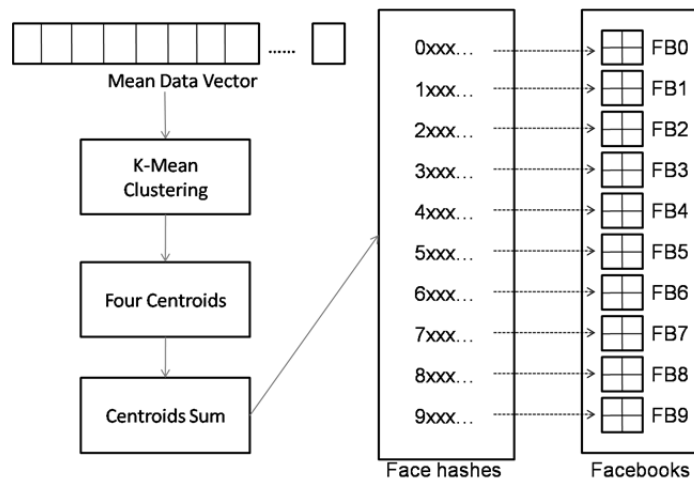 ......
Mean Data Vector
K-Mean
Clustering
Four Centroids
Centroids Sum
0xxx...
1xxx...
2xxx...
3xxx...
4xxx...
5xxx...
6xxx...
7xxx...
8xxx...
9xxx...
Face hashes
FB0
FB1
FB2
FB3
FB4
FB5
FB6
FB7
FB8
FB9
Facebooks